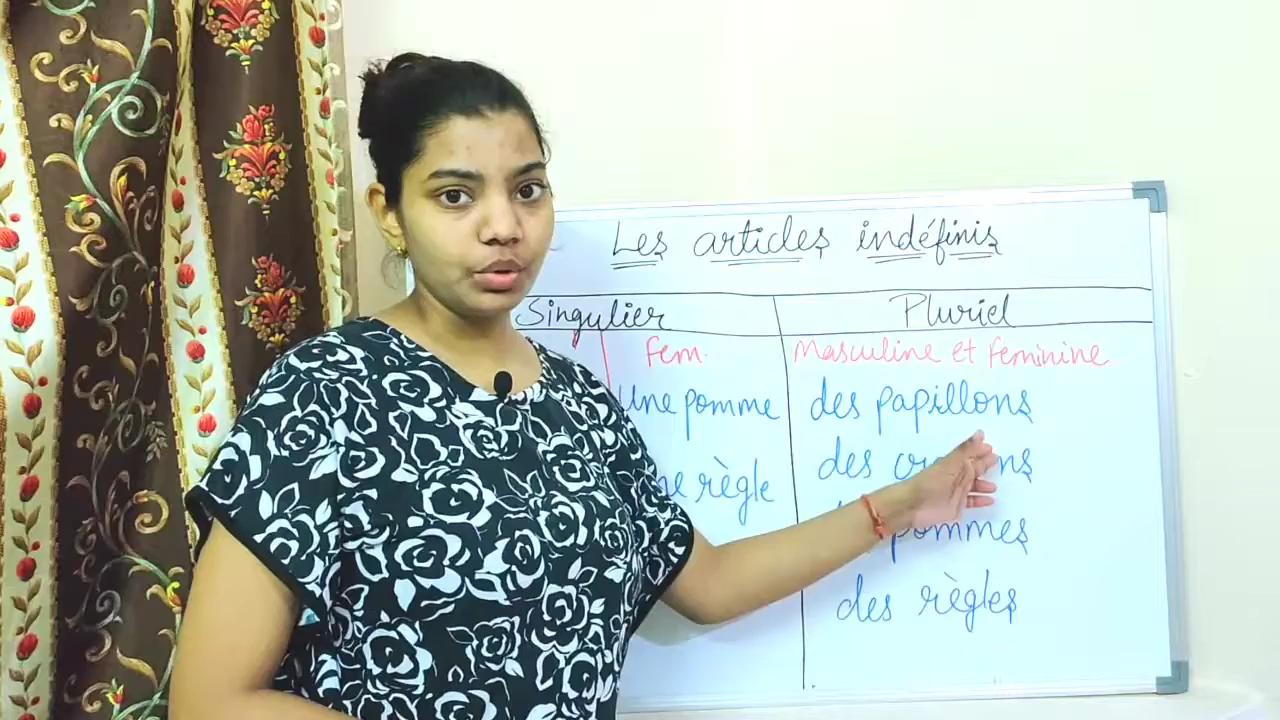 Les articles indéfinis
Singulier Pluriel
Fem. Masculine et feminine
une pomme des papillons
des
règle
pommes
des règles